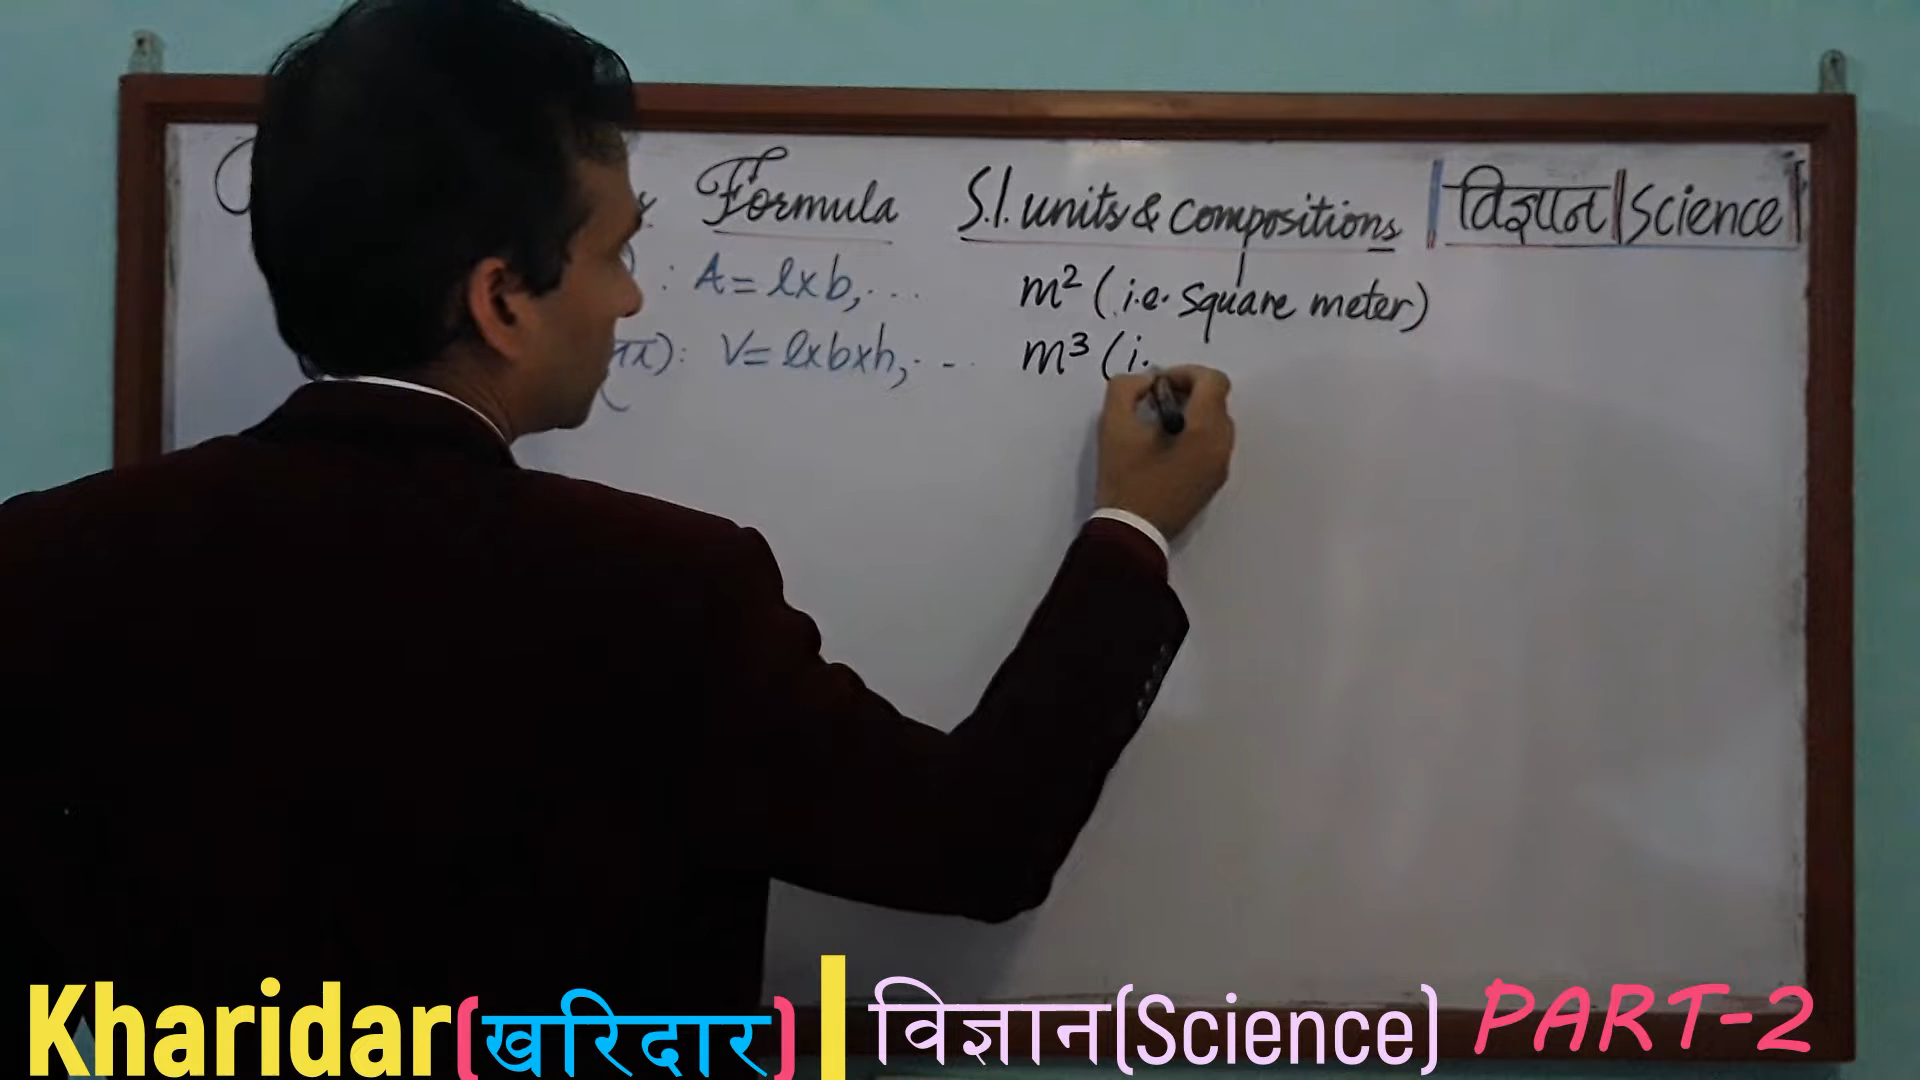 Formula S.I. units & compositions | विज्ञान | Science |
: A = l×b, ... m² (i.e. square meter)
): V = l×b×h, ... m³ (i.
Kharidar(खरिदार) | विज्ञान(Science) PART-2